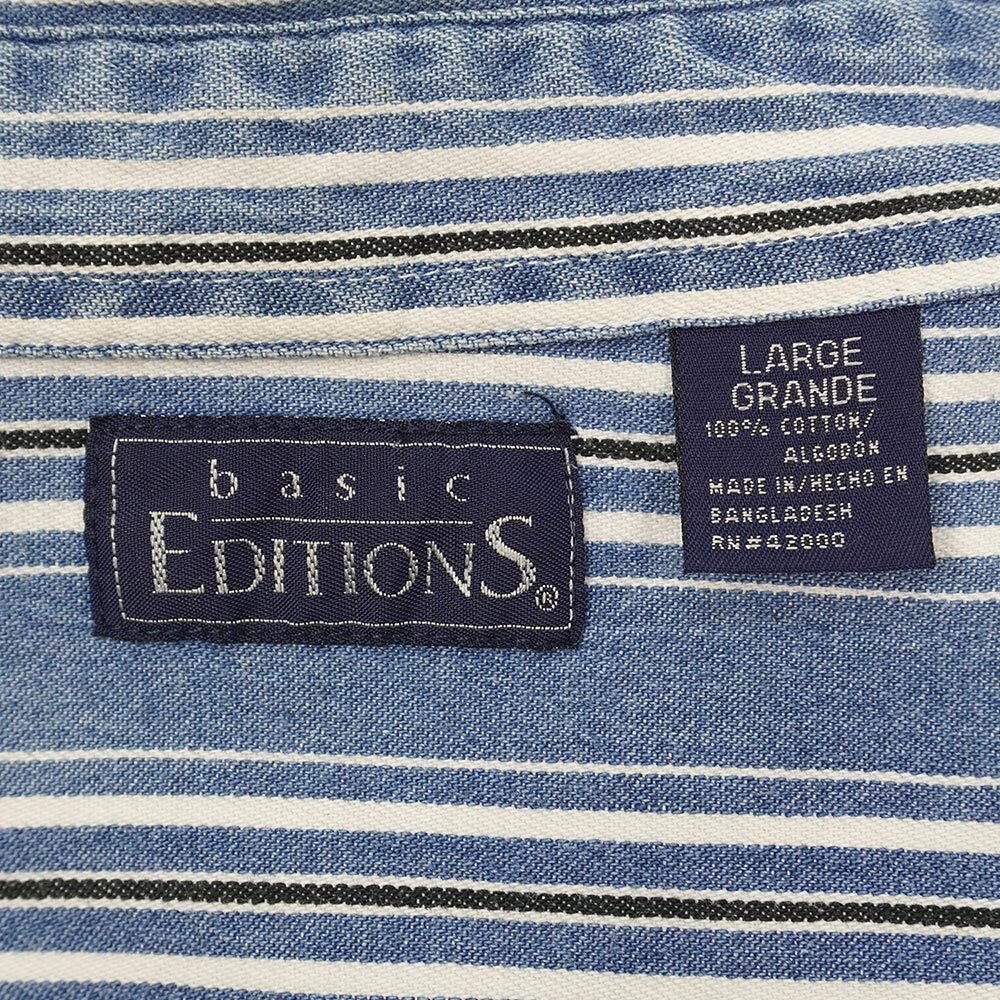 basic
EDITIONS®
LARGE
GRANDE
100% COTTON/
ALGODÓN
MADE IN/HECHO EN
BANGLADESH
RN#42000